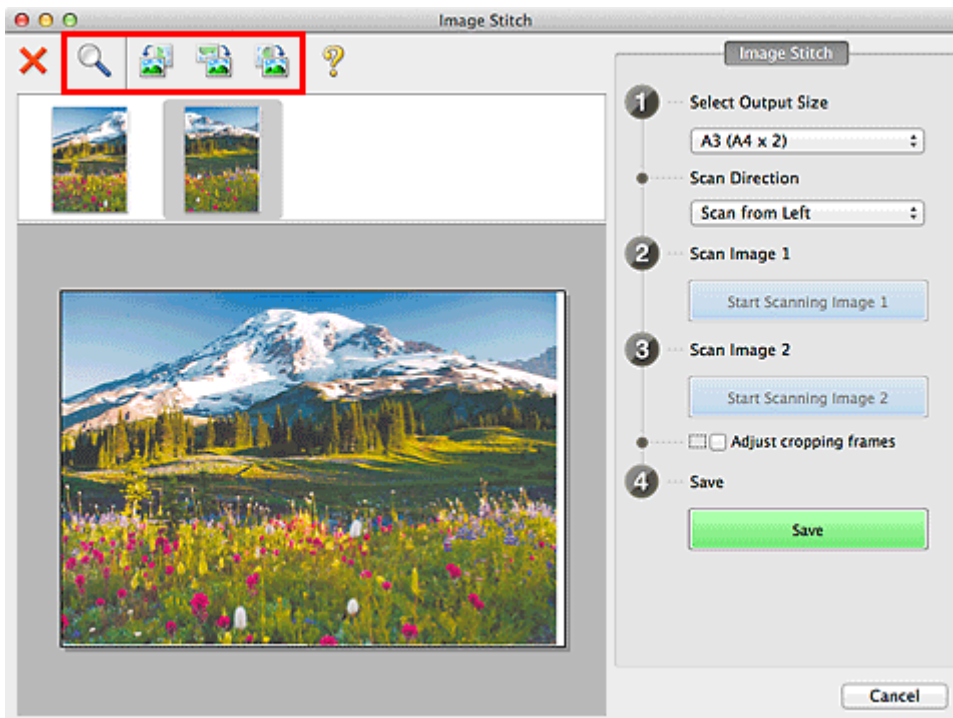 Image Stitch
Image Stitch
1 Select Output Size
A3 (A4 x 2)
Scan Direction
Scan from Left
2 Scan Image 1
Start Scanning Image 1
3 Scan Image 2
Start Scanning Image 2
Adjust cropping frames
4 Save
Save
Cancel